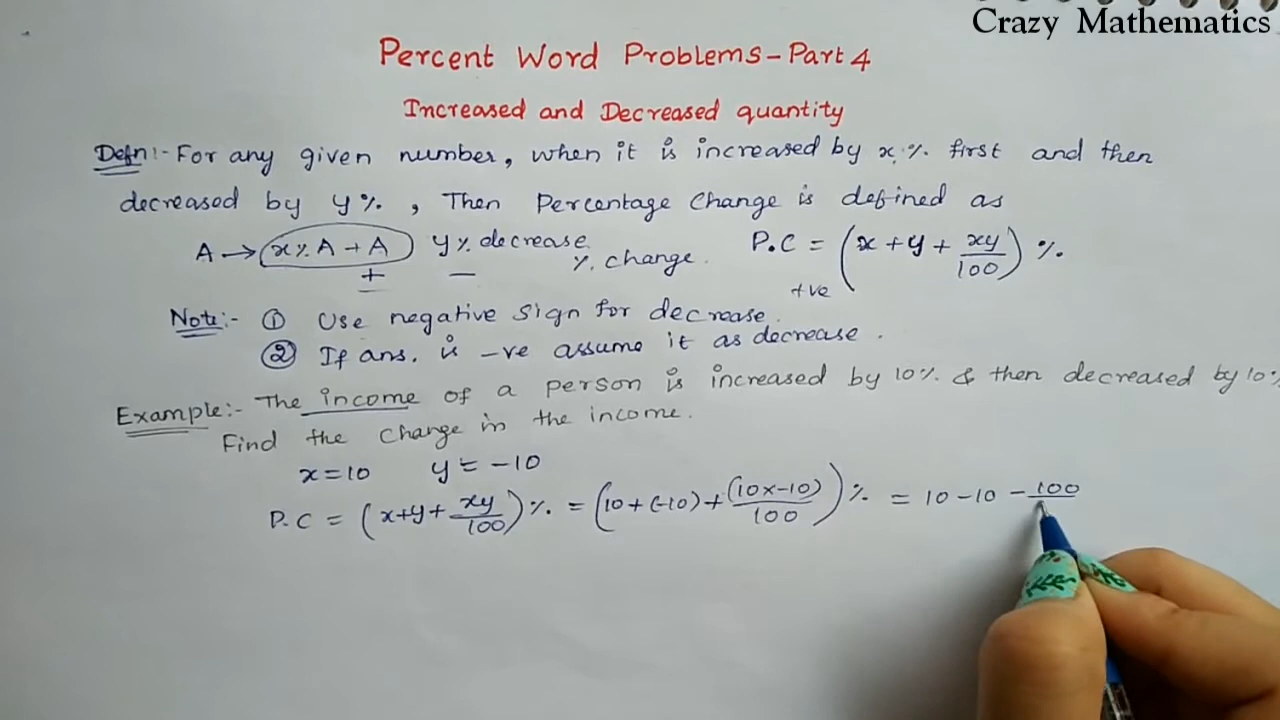 Crazy Mathematics
Percent Word Problems - Part 4
Increased and Decreased quantity
Defn:- For any given number, when it is increased by x% first and then
decreased by y%, Then Percentage Change is defined as
A → x% A + A y% decrease % change. P.C = (x + y + xy/100) %
+ − +ve
Note:- ① Use negative sign for decrease.
② If ans. is -ve assume it as decrease.
Example:- The income of a person is increased by 10% & then decreased by 10%
Find the change in the income.
x = 10 y = -10
P.C = (x+y+ xy/100)% = (10+(-10)+ (10x-10)/100)% = 10-10 - 100